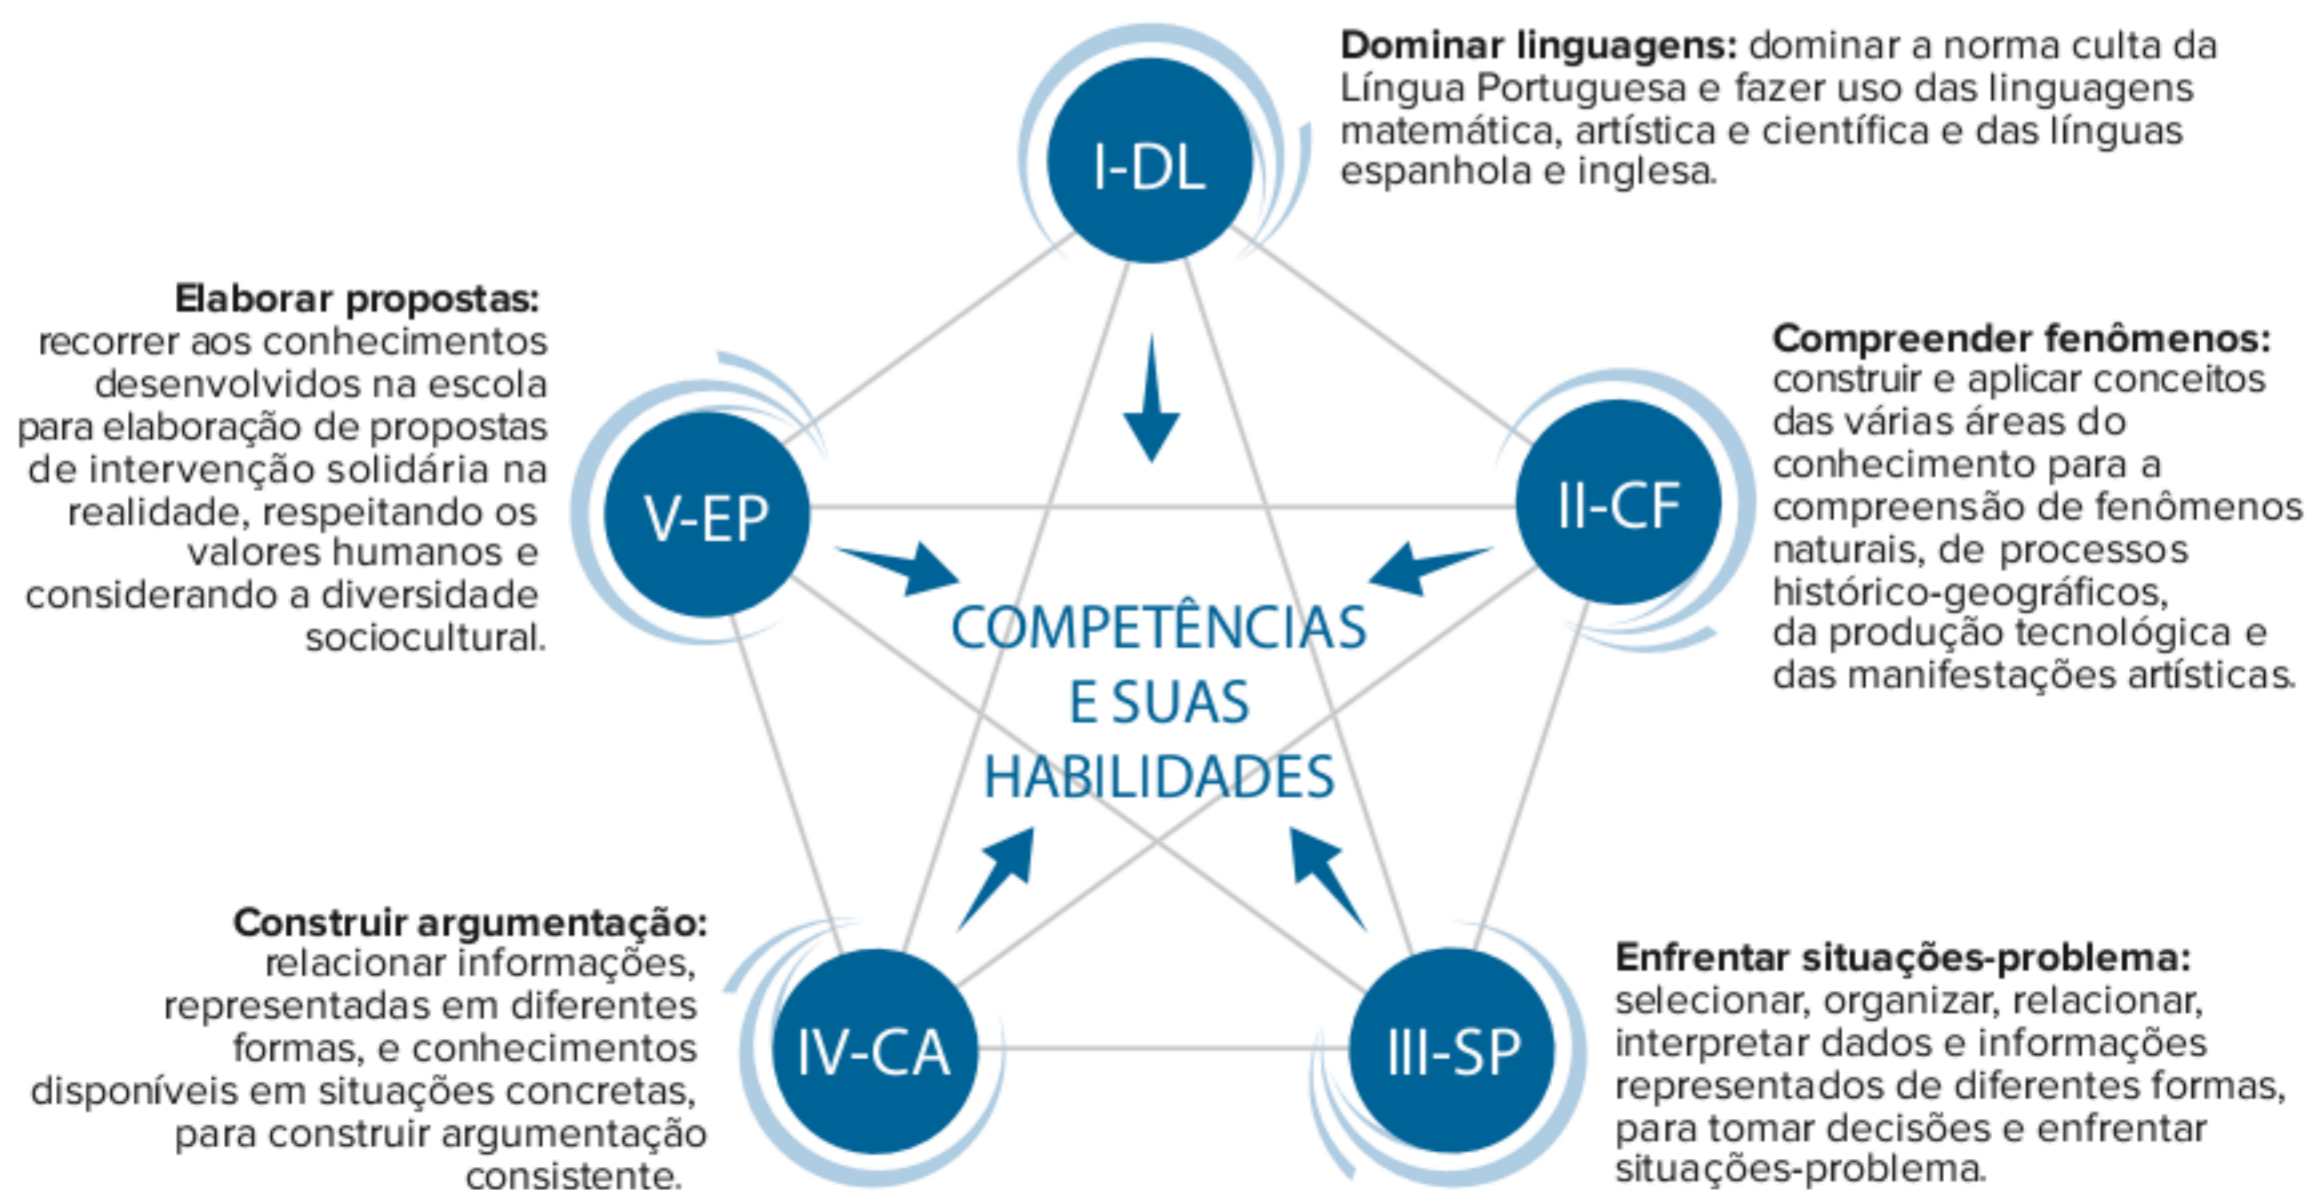 I-DL
Dominar linguagens: dominar a norma culta da
Língua Portuguesa e fazer uso das linguagens
matemática, artística e científica e das línguas
espanhola e inglesa.
II-CF
Compreender fenômenos:
construir e aplicar conceitos
das várias áreas do
conhecimento para a
compreensão de fenômenos
naturais, de processos
histórico-geográficos,
da produção tecnológica e
das manifestações artísticas.
III-SP
Enfrentar situações-problema:
selecionar, organizar, relacionar,
interpretar dados e informações
representados de diferentes formas,
para tomar decisões e enfrentar
situações-problema.
IV-CA
Construir argumentação:
relacionar informações,
representadas em diferentes
formas, e conhecimentos
disponíveis em situações concretas,
para construir argumentação
consistente.
V-EP
Elaborar propostas:
recorrer aos conhecimentos
desenvolvidos na escola
para elaboração de propostas
de intervenção solidária na
realidade, respeitando os
valores humanos e
considerando a diversidade
sociocultural.
COMPETÊNCIAS
E SUAS
HABILIDADES